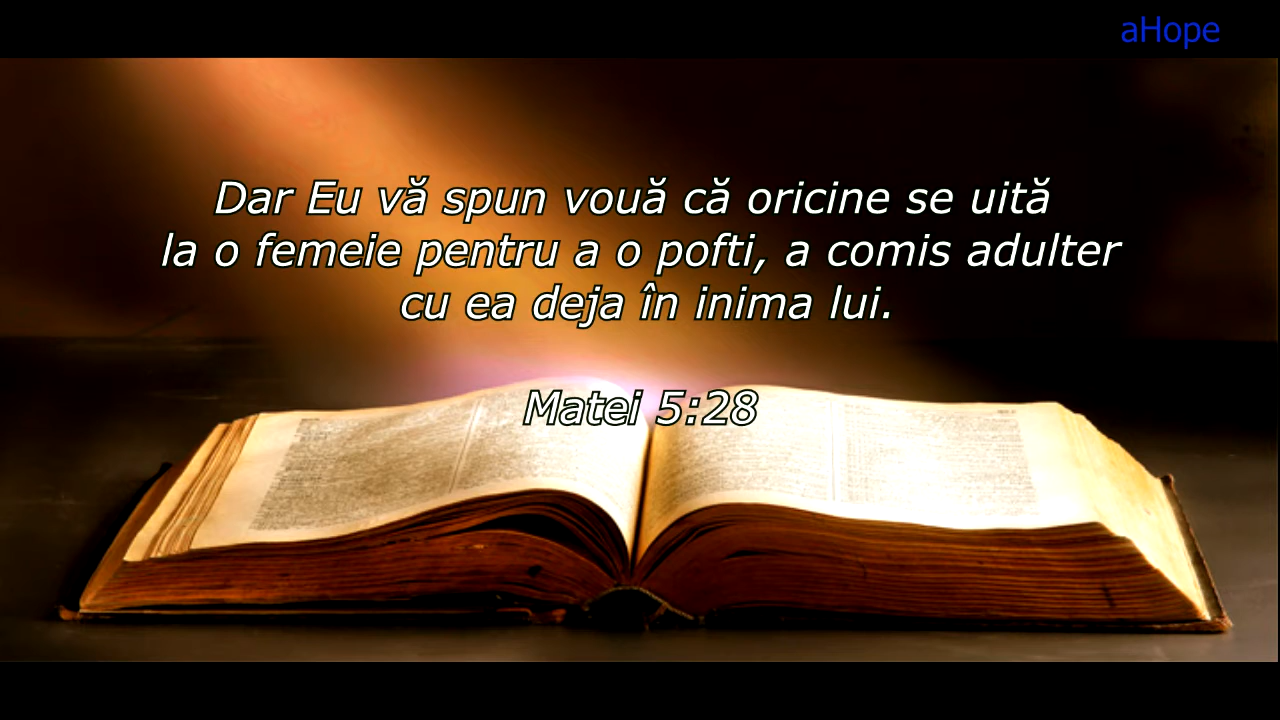 aHope
Dar Eu vă spun vouă că oricine se uită
la o femeie pentru a o pofti, a comis adulter
cu ea deja în inima lui.
Matei 5:28